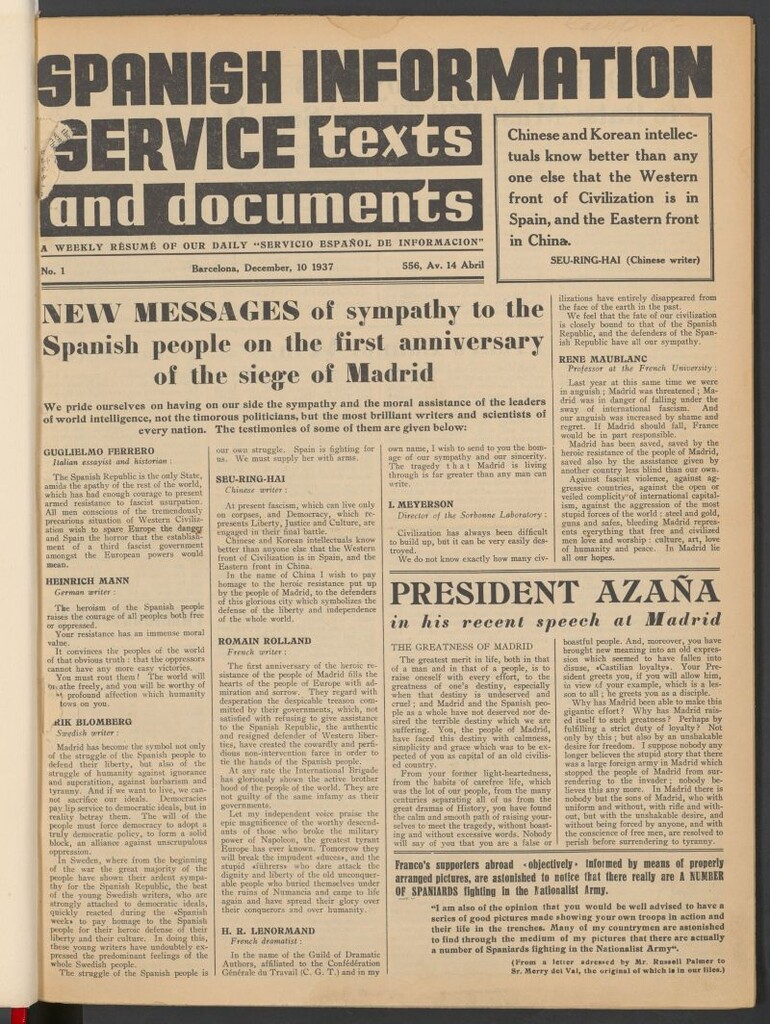 SPANISH INFORMATION
SERVICE texts
and documents
A WEEKLY RÉSUMÉ OF OUR DAILY "SERVICIO ESPAÑOL DE INFORMACION"
No. 1 Barcelona, December, 10 1937 556, Av. 14 Abril
Chinese and Korean intellec-
tuals know better than any
one else that the Western
front of Civilization is in
Spain, and the Eastern front
in China.
SEU-RING-HAI (Chinese writer)
NEW MESSAGES of sympathy to the
Spanish people on the first anniversary
of the siege of Madrid
We pride ourselves on having on our side the sympathy and the moral assistance of the leaders
of world intelligence, not the timorous politicians, but the most brilliant writers and scientists of
every nation. The testimonies of some of them are given below:
GUGLIELMO FERRERO
Italian essayist and historian :
The Spanish Republic is the only State,
amids the apathy of the rest of the world,
which has had enough courage to present
armed resistance to fascist usurpation.
All men conscious of the tremendously
precarious situation of Western Civiliza-
tion wish to spare Europe the danger
and Spain the horror that the establish-
ment of a third fascist government
amongst the European powers would
mean.
HEINRICH MANN
German writer :
The heroism of the Spanish people
raises the courage of all peoples both free
or oppressed.
Your resistance has an immense moral
value.
It convinces the peoples of the world
of that obvious truth : that the oppressors
cannot have any more easy victories.
You must rout them ! The world will
the freely, and you will be worthy of
profound affection which humanity
tows on you.
RIK BLOMBERG
Swedish writer :
Madrid has become the symbol not only
of the struggle of the Spanish people to
defend their liberty, but also of the
struggle of humanity against ignorance
and superstition, against barbarism and
tyranny. And if we want to live, we can-
not sacrifice our ideals. Democracies
pay lip service to democratic ideals, but in
reality betray them. The will of the
people must force democracy to adopt a
truly democratic policy, to form a solid
block, an alliance against unscrupulous
oppression.
In Sweden, where from the beginning
of the war the great majority of the
people have shown their ardent sympa-
thy for the Spanish Republic, the best
of the young Swedish writers, who are
strongly attached to democratic ideals,
quickly reacted during the «Spanish
week» to pay homage to the Spanish
people for their heroic defense of their
liberty and their culture. In doing this,
these young writers have undoubtely ex-
pressed the predominant feelings of the
whole Swedish people.
The struggle of the Spanish people is
our own struggle. Spain is fighting for
us. We must supply her with arms.
SEU-RING-HAI
Chinese writer :
At present fascism, which can live only
on corpses, and Democracy, which re-
presents Liberty, Justice and Culture, are
engaged in their final battle.
Chinese and Korean intellectuals know
better than anyone else that the Western
front of Civilization is in Spain, and the
Eastern front in China.
In the name of China I wish to pay
homage to the heroic resistance put up
by the people of Madrid, to the defenders
of this glorious city which symbolizes the
defense of the liberty and independence
of the whole world.
ROMAIN ROLLAND
French writer :
The first anniversary of the heroic re-
sistance of the people of Madrid fills the
hearts of the people of Europe with ad-
miration and sorrow. They regard with
desperation the despicable treason com-
mitted by their governments, which, not
satisfied with refusing to give assistance
to the Spanish Republic, the authentic
and resigned defender of Western liber-
ties, have created the cowardly and perfi-
dious non-intervention farce in order to
tie the hands of the Spanish people.
At any rate the International Brigade
has gloriously shown the active brother
hood of the people of the world. They are
not guilty of the same infamy as their
governments.
Let my independent voice praise the
epic magnificence of the worthy descend-
ants of those who broke the military
power of Napoleon, the greatest tyrant
Europe has ever known. Tomorrow they
will break the impudent «duces», and the
stupid «führers» who dare attack the
dignity and liberty of the old unconquer-
able people who buried themselves under
the ruins of Numancia and came to life
again and have spread their glory over
their conquerors and over humanity.
H. R. LENORMAND
French dramatist :
In the name of the Guild of Dramatic
Authors, affiliated to the Confédération
Générale du Travail (C. G. T.) and in my
own name, I wish to send you the hom-
age of our sympathy and our sincerity.
The tragedy that Madrid is living
through is far greater than any man can
write.
I. MEYERSON
Director of the Sorbonne Laboratory :
Civilization has always been difficult
to build up, but it can be very easily des-
troyed.
We do not know exactly how many civ-
ilizations have entirely disappeared from
the face of the earth in the past.
We feel that the fate of our civilization
is closely bound to that of the Spanish
Republic, and the defenders of the Span-
ish Republic have all our sympathy.
RENE MAUBLANC
Professor at the French University :
Last year at this same time we were
in anguish ; Madrid was threatened ; Ma-
drid was in danger of falling under the
sway of international fascism. And
our anguish was increased by shame and
regret. If Madrid should fall, France
would be in part responsible.
Madrid has been saved, saved by the
heroic resistance of the people of Madrid,
saved also by the assistance given by
another country less blind than our own.
Against fascist violence, against ag-
gressive countries, against the open or
veiled complicity of international capital-
ism, against the aggression of the most
stupid forces of the world : steel and gold,
guns and safes, bleeding Madrid repres-
ents eyerything that free and civilised
men love and worship : culture, art, love
of humanity and peace. In Madrid lie
all our hopes.
PRESIDENT AZAÑA
in his recent speech at Madrid
THE GREATNESS OF MADRID
The greatest merit in life, both in that
of a man and in that of a people, is to
raise oneself with every effort, to the
greatness of one's destiny, especially
when that destiny is undeserved and
cruel ; and Madrid and the Spanish peo-
ple as a whole have not deserved nor de-
sired the terrible destiny which we are
suffering. You, the people of Madrid,
have faced this destiny with calmness,
simplicity and grace which was to be ex-
pected of you as capital of an old civilis-
ed country.
From your former light-heartedness,
from the habits of carefree life, which
was the lot of our people, from the many
centuries separating all of us from the
great dramas of History, you have found
the calm and smooth path of raising your-
selves to meet the tragedy, without boast-
ing and without excessive words. Nobody
will say of you that you are a false or
boastful people. And, moreover, you have
brought new meaning into an old expres-
sion which seemed to have fallen into
disuse, «Castilian loyalty». Your Pre-
sident greets you, if you will allow him,
in view of your example, which is a les-
son to all ; he greets you as a disciple.
Why has Madrid been able to make this
gigantic effort? Why has Madrid rais-
ed itself to such greatness? Perhaps by
fulfilling a strict duty of loyalty? Not
only by this ; but also by an unshakable
desire for freedom. I suppose nobody any
longer believes the stupid story that there
was a large foreign army in Madrid which
stopped the people of Madrid from sur-
rendering to the invader ; nobody be-
lieves this any more. In Madrid there is
nobody but the sons of Madrid, who with
uniform and without, with rifle and with-
out, but with the unshakable desire, and
without being forced by anyone, and with
the conscience of free men, are resolved to
perish before surrendering to tyranny.
Franco's supporters abroad «objectively» informed by means of properly
arranged pictures, are astonished to notice that there really are A NUMBER
OF SPANIARDS fighting in the Nationalist Army.
"I am also of the opinion that you would be well advised to have a
series of good pictures made showing your own troops in action and
their life in the trenches. Many of my countrymen are astonished
to find through the medium of my pictures that there are actually
a number of Spaniards fighting in the Nationalist Army".
(From a letter adressed by Mr. Russell Palmer to
Sr. Merry del Val, the original of which is in our files.)